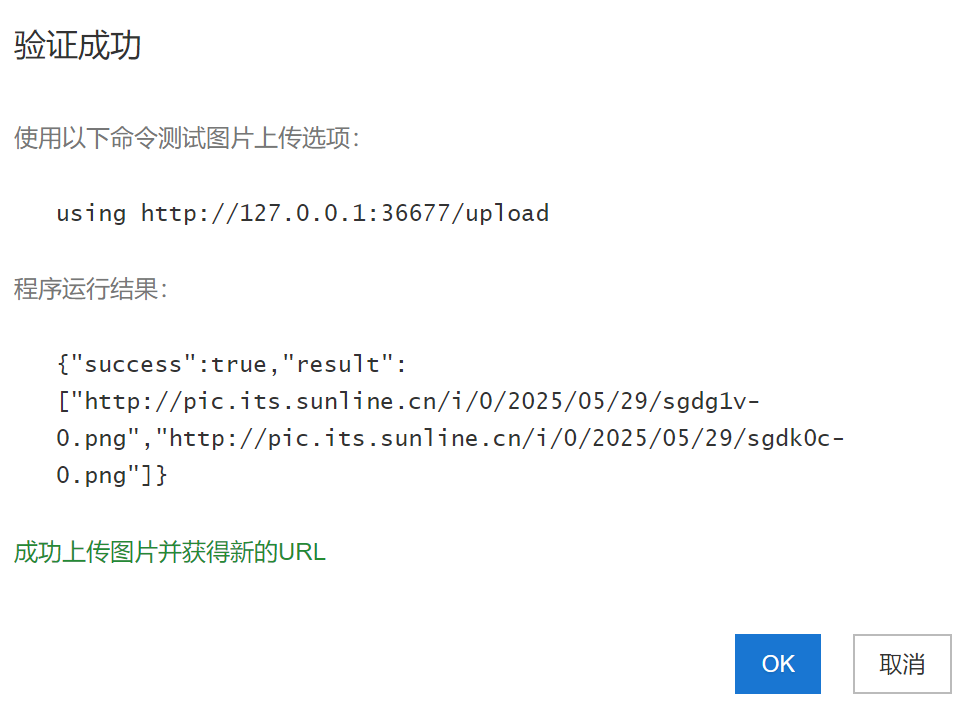 验证成功
使用以下命令测试图片上传选项：
using http://127.0.0.1:36677/upload
程序运行结果：
{"success":true,"result":
["http://pic.its.sunline.cn/i/0/2025/05/29/sgdg1v-
0.png","http://pic.its.sunline.cn/i/0/2025/05/29/sgdk0c-
0.png"]}
成功上传图片并获得新的URL
OK
取消